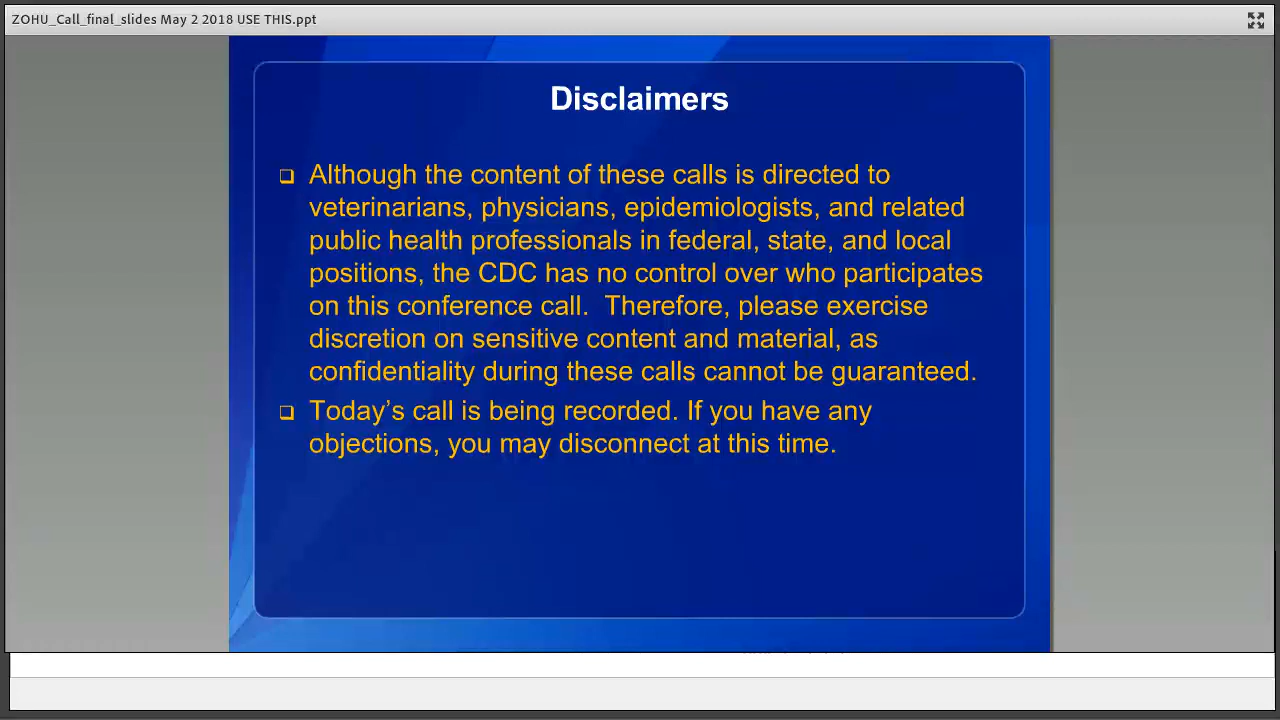 ZOHU_Call_final_slides May 2 2018 USE THIS.ppt
Disclaimers
❑ Although the content of these calls is directed to
veterinarians, physicians, epidemiologists, and related
public health professionals in federal, state, and local
positions, the CDC has no control over who participates
on this conference call.  Therefore, please exercise
discretion on sensitive content and material, as
confidentiality during these calls cannot be guaranteed.
❑ Today’s call is being recorded. If you have any
objections, you may disconnect at this time.